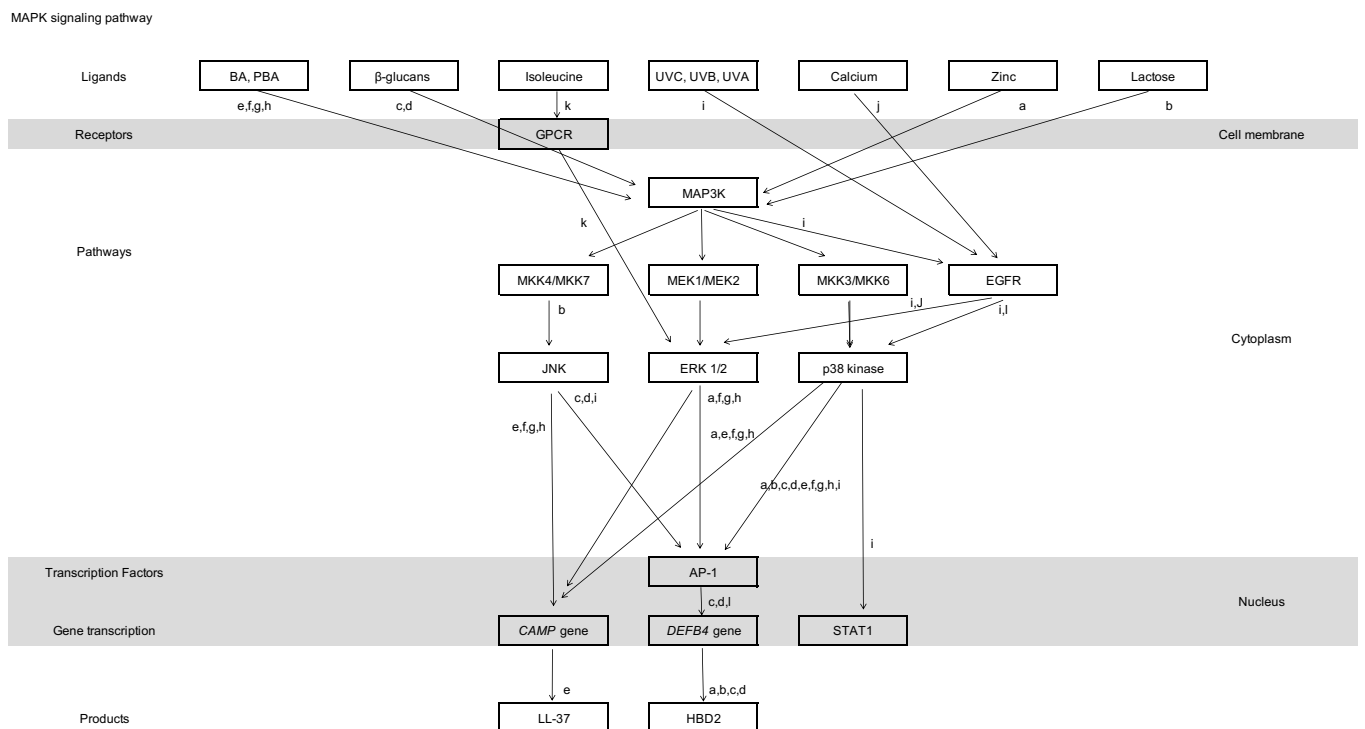 MAPK signaling pathway
Ligands
BA, PBA
β-glucans
Isoleucine
UVC, UVB, UVA
Calcium
Zinc
Lactose
e,f,g,h
c,d
k
i
j
a
b
Receptors
GPCR
Cell membrane
MAP3K
k
i
Pathways
MKK4/MKK7
MEK1/MEK2
MKK3/MKK6
EGFR
b
i,J
i,l
Cytoplasm
JNK
ERK 1/2
p38 kinase
c,d,i
a,f,g,h
e,f,g,h
a,e,f,g,h
a,b,c,d,e,f,g,h,i
i
Transcription Factors
AP-1
c,d,l
Nucleus
Gene transcription
CAMP gene
DEFB4 gene
STAT1
e
a,b,c,d
Products
LL-37
HBD2